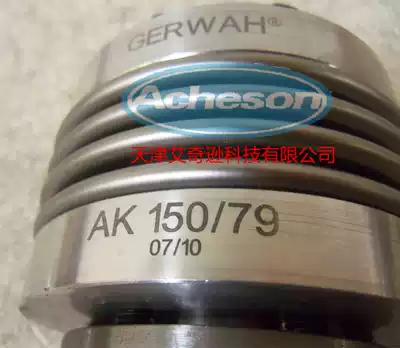 GERWAH®
Acheson
天津艾奇逊科技有限公司
AK 150/79
07/10